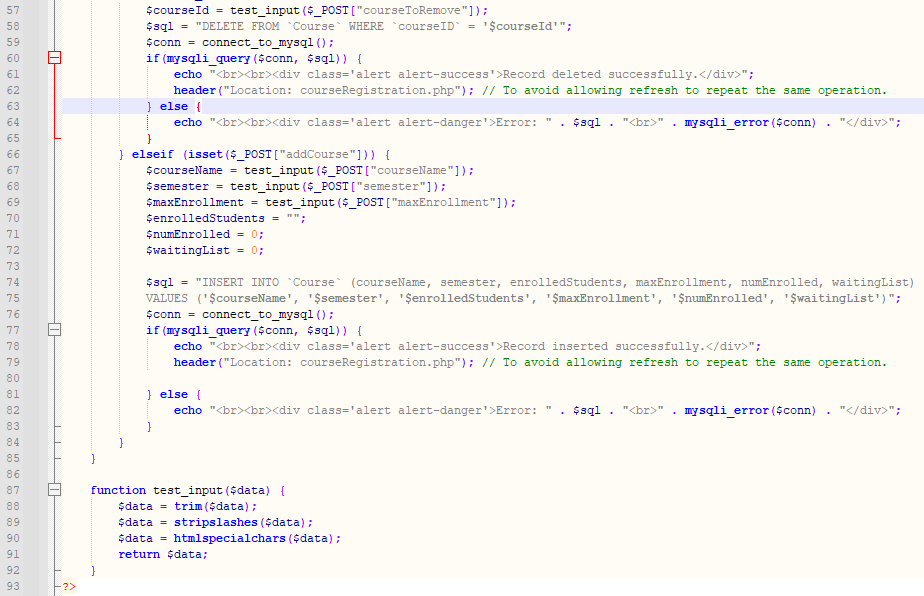 57 $courseId = test_input($_POST["courseToRemove"]);
58 $sql = "DELETE FROM `Course` WHERE `courseID` = '$courseId'";
59 $conn = connect_to_mysql();
60 if(mysqli_query($conn, $sql)) {
61 echo "<br><br><div class='alert alert-success'>Record deleted successfully.</div>";
62 header("Location: courseRegistration.php"); // To avoid allowing refresh to repeat the same operation.
63 } else {
64 echo "<br><br><div class='alert alert-danger'>Error: " . $sql . "<br>" . mysqli_error($conn) . "</div>";
65 }
66 } elseif (isset($_POST["addCourse"])) {
67 $courseName = test_input($_POST["courseName"]);
68 $semester = test_input($_POST["semester"]);
69 $maxEnrollment = test_input($_POST["maxEnrollment"]);
70 $enrolledStudents = "";
71 $numEnrolled = 0;
72 $waitingList = 0;
73
74 $sql = "INSERT INTO `Course` (courseName, semester, enrolledStudents, maxEnrollment, numEnrolled, waitingList)
75 VALUES ('$courseName', '$semester', '$enrolledStudents', '$maxEnrollment', '$numEnrolled', '$waitingList')";
76 $conn = connect_to_mysql();
77 if(mysqli_query($conn, $sql)) {
78 echo "<br><br><div class='alert alert-success'>Record inserted successfully.</div>";
79 header("Location: courseRegistration.php"); // To avoid allowing refresh to repeat the same operation.
80
81 } else {
82 echo "<br><br><div class='alert alert-danger'>Error: " . $sql . "<br>" . mysqli_error($conn) . "</div>";
83 }
84 }
85 }
86
87 function test_input($data) {
88 $data = trim($data);
89 $data = stripslashes($data);
90 $data = htmlspecialchars($data);
91 return $data;
92 }
93 ?>